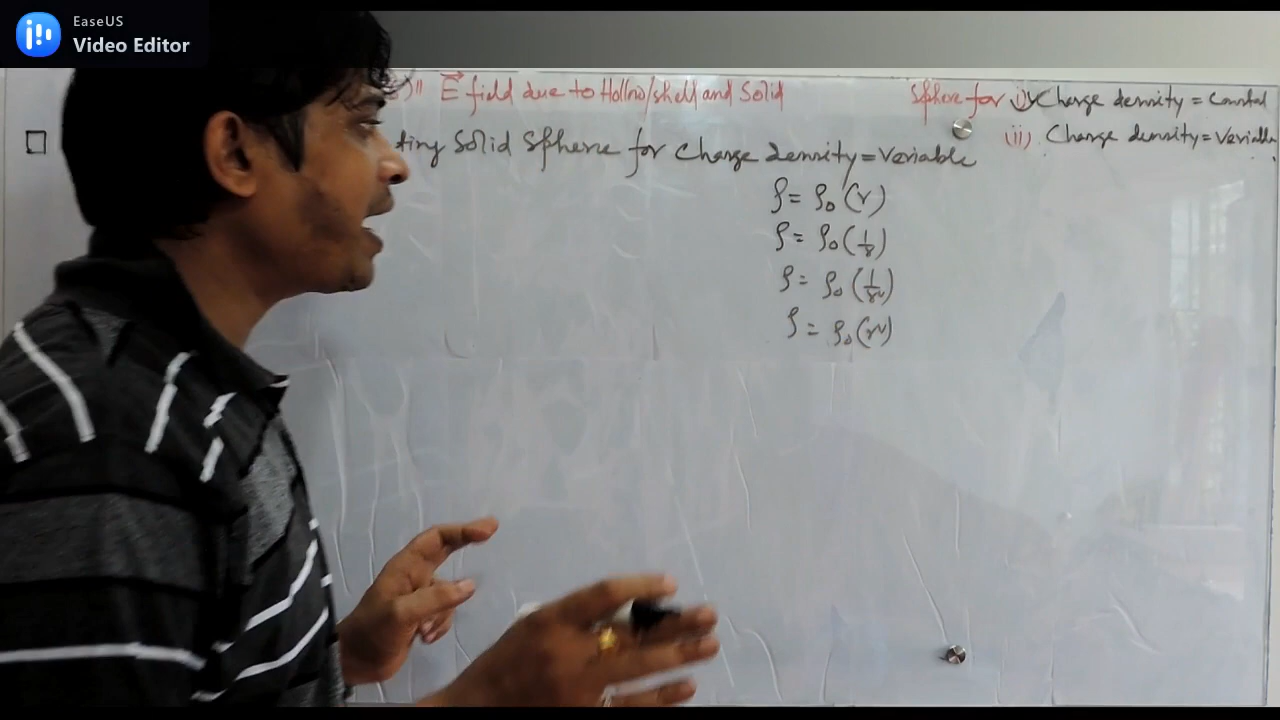 EaseUS
Video Editor
E field due to Hollow/shell and Solid Sphere for i) Charge density = Constat
(ii) Charge density = Variable
ting Solid Sphere for Charge density = Variable
ρ = ρ₀ (r)
ρ = ρ₀ (1/r)
ρ = ρ₀ (1/r²)
ρ = ρ₀ (r²)